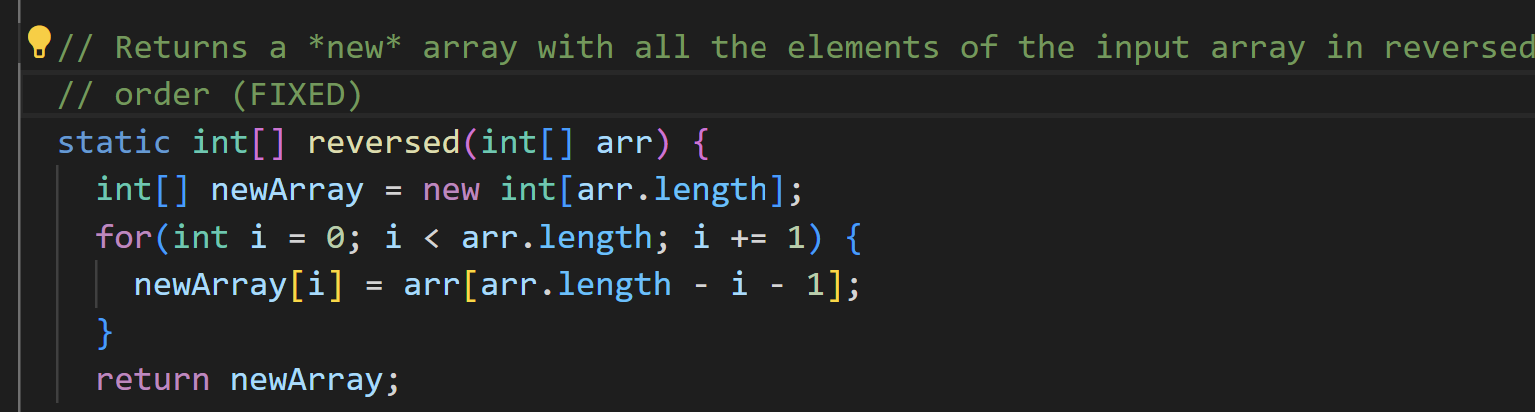 // Returns a *new* array with all the elements of the input array in reversed
// order (FIXED)
static int[] reversed(int[] arr) {
int[] newArray = new int[arr.length];
for(int i = 0; i < arr.length; i += 1) {
newArray[i] = arr[arr.length - i - 1];
}
return newArray;